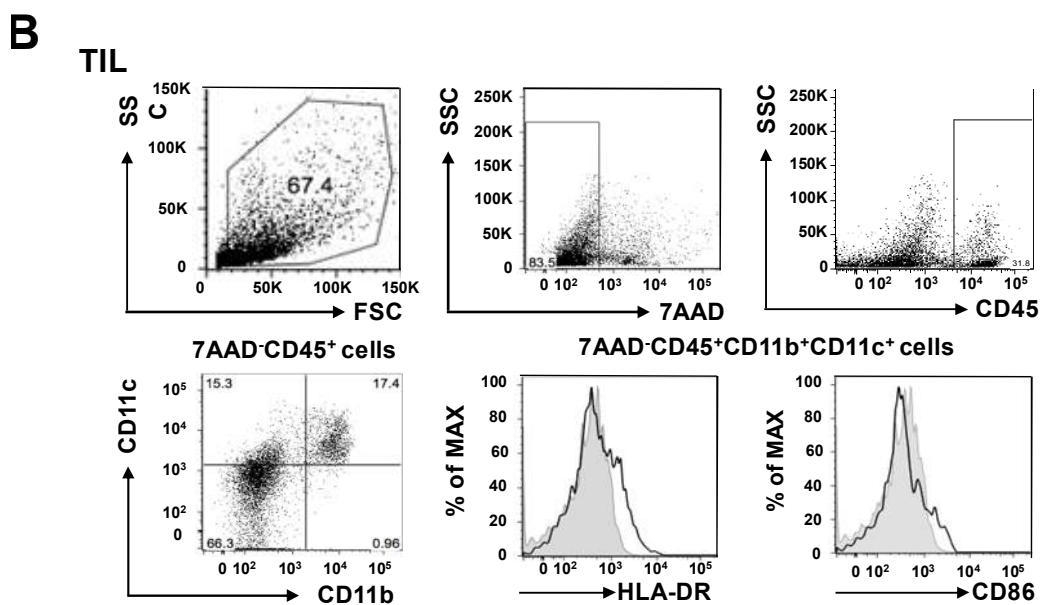 B
TIL
SS
C
150K
100K
50K
0
67.4
0 50K 100K 150K
FSC
SSC
250K
200K
150K
100K
50K
0
83.5
0 10² 10³ 10⁴ 10⁵
7AAD
SSC
250K
200K
150K
100K
50K
0
31.8
0 10² 10³ 10⁴ 10⁵
CD45
7AAD⁻CD45⁺ cells
CD11c
10⁵
10⁴
10³
10²
0
15.3 17.4
66.3 0.96
0 10² 10³ 10⁴ 10⁵
CD11b
7AAD⁻CD45⁺CD11b⁺CD11c⁺ cells
% of MAX
100
80
60
40
20
0
0 10² 10³ 10⁴ 10⁵
HLA-DR
% of MAX
100
80
60
40
20
0
0 10² 10³ 10⁴ 10⁵
CD86